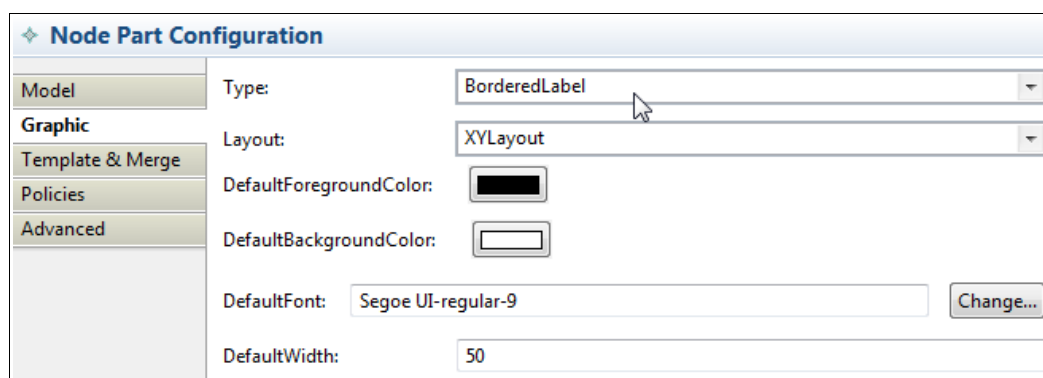 Node Part Configuration
Model
Graphic
Template & Merge
Policies
Advanced
Type: BorderedLabel
Layout: XYLayout
DefaultForegroundColor:
DefaultBackgroundColor:
DefaultFont: Segoe UI-regular-9 Change...
DefaultWidth: 50